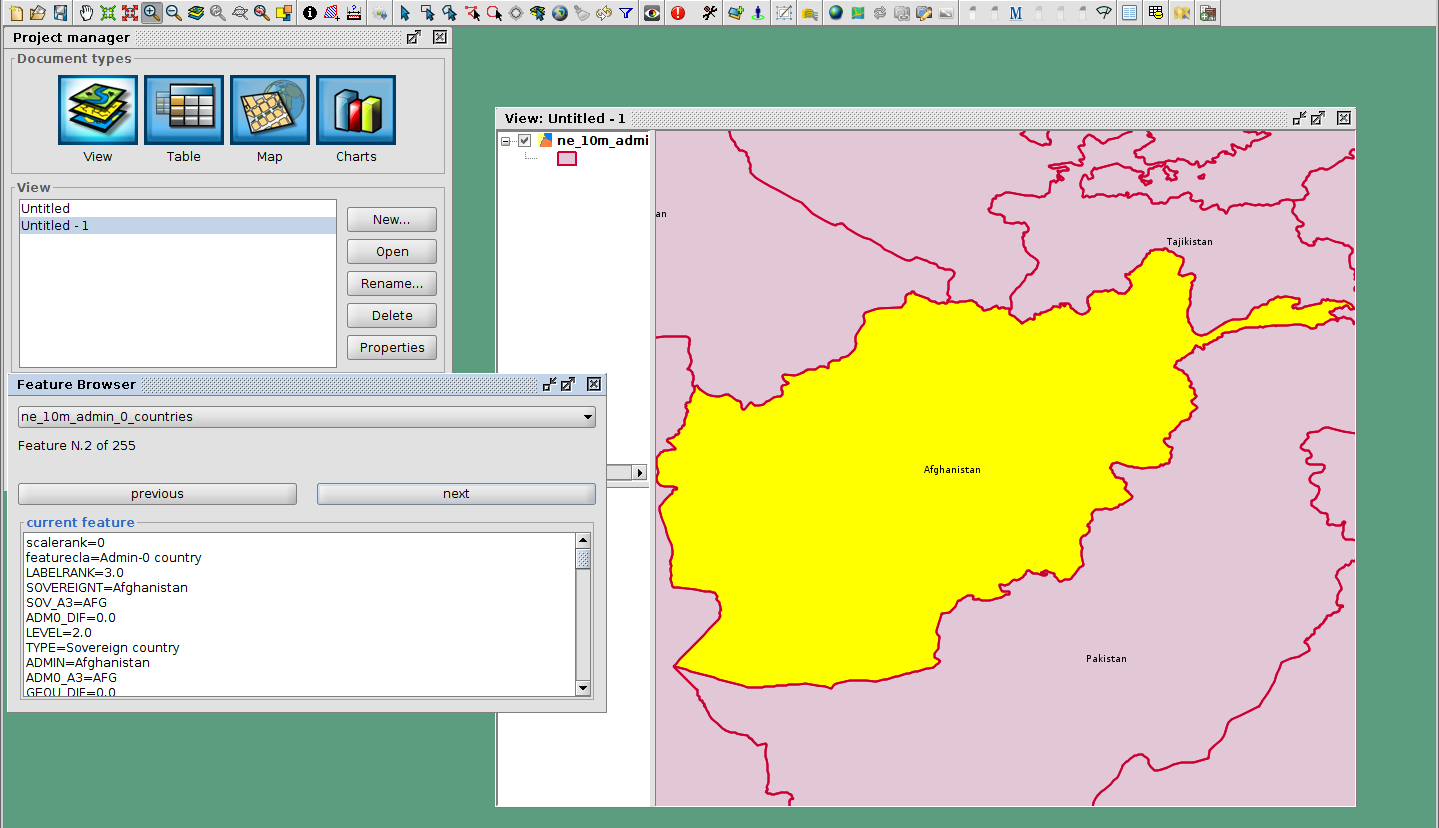 M
Project manager
Document types
View
Table
Map
Charts
View
Untitled
Untitled - 1
New...
Open
Rename...
Delete
Properties
Feature Browser
ne_10m_admin_0_countries
Feature N.2 of 255
previous
next
current feature
scalerank=0
featurecla=Admin-0 country
LABELRANK=3.0
SOVEREIGNT=Afghanistan
SOV_A3=AFG
ADM0_DIF=0.0
LEVEL=2.0
TYPE=Sovereign country
ADMIN=Afghanistan
ADM0_A3=AFG
GEOU_DIF=0.0
View: Untitled - 1
ne_10m_admi
an
Tajikistan
Afghanistan
Pakistan